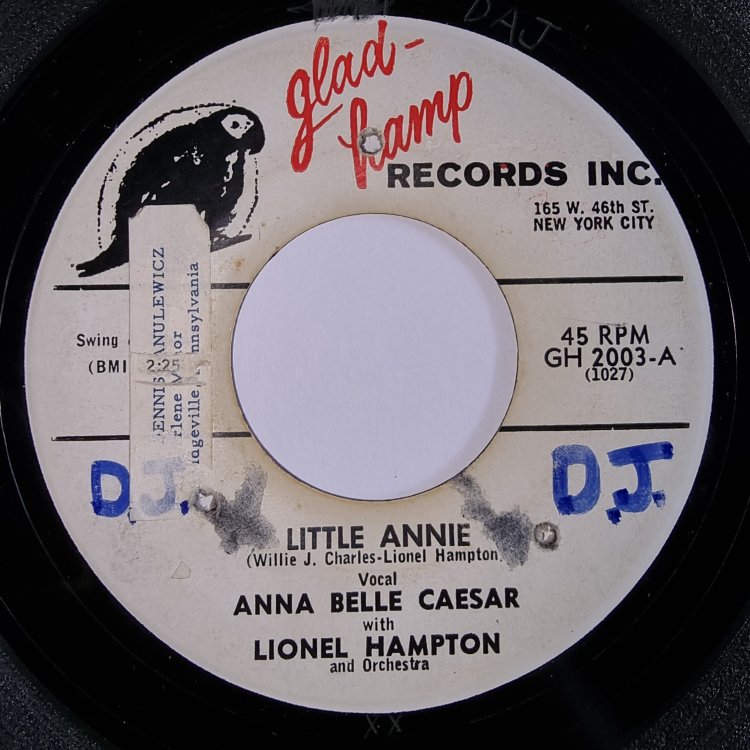 DAJ
glad-
hamp
RECORDS INC.
165 W. 46th ST.
NEW YORK CITY
Swing
(BMI
2:25
45 RPM
GH 2003-A
(1027)
D.J.
D.J.
LITTLE ANNIE
(Willie J. Charles-Lionel Hampton
Vocal
ANNA BELLE CAESAR
with
LIONEL HAMPTON
and Orchestra
XX